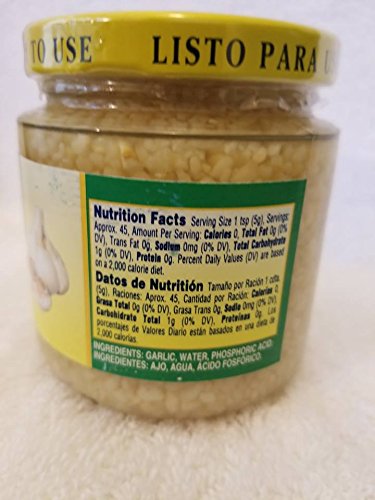 TO USE LISTO PARA U
Nutrition Facts Serving Size 1 tsp (5g), Servings:
Approx. 45, Amount Per Serving: Calories 0, Total Fat 0g (0%
DV), Trans Fat 0g, Sodium 0mg (0% DV), Total Carbohydrate
1g (0% DV), Protein 0g. Percent Daily Values (DV) are based
on a 2,000 calorie diet.
Datos de Nutrition Tamaño por Ración 1 cdta.
(5g), Raciones: Aprox. 45, Cantidad por Ración: Calorías 0,
Grasa Total 0g (0% DV), Grasa Trans 0g, Sodio 0mg (0% DV),
Carbohidrato Total 1g (0% DV), Proteínas 0g. Los
porcentajes de Valores Diario están basados en una dieta de
2,000 calorías.
INGREDIENTS: GARLIC, WATER, PHOSPHORIC ACID.
INGREDIENTES: AJO, AGUA, ÁCIDO FOSFÓRICO.